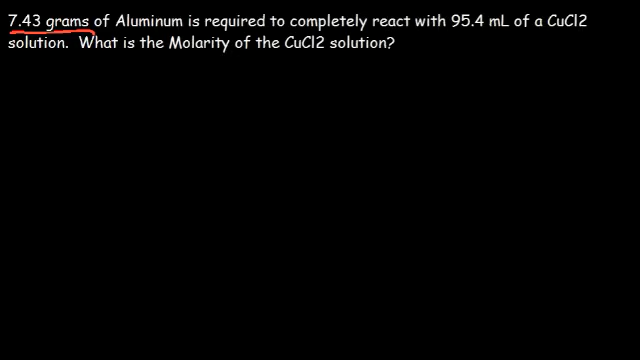 7.43 grams of Aluminum is required to completely react with 95.4 mL of a CuCl2
solution.  What is the Molarity of the CuCl2 solution?